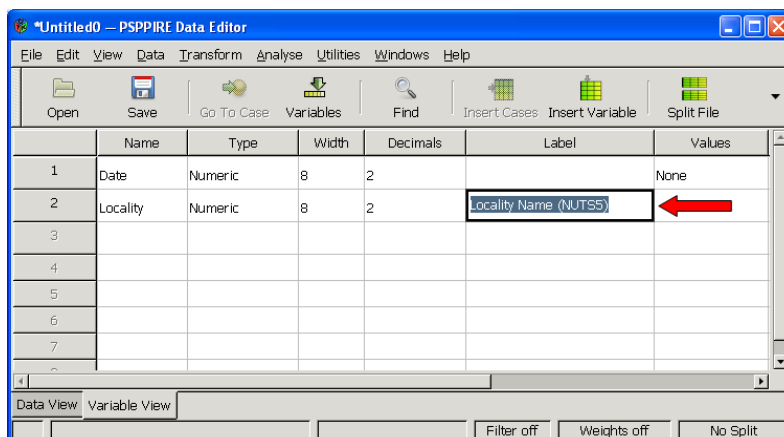 *Untitled0 — PSPPIRE Data Editor
File Edit View Data Transform Analyse Utilities Windows Help
Open Save Go To Case Variables Find Insert Cases Insert Variable Split File
Name Type Width Decimals Label Values
1 Date Numeric 8 2 None
2 Locality Numeric 8 2 Locality Name (NUTS5)
3
4
5
6
7
Data View Variable View
Filter off Weights off No Split